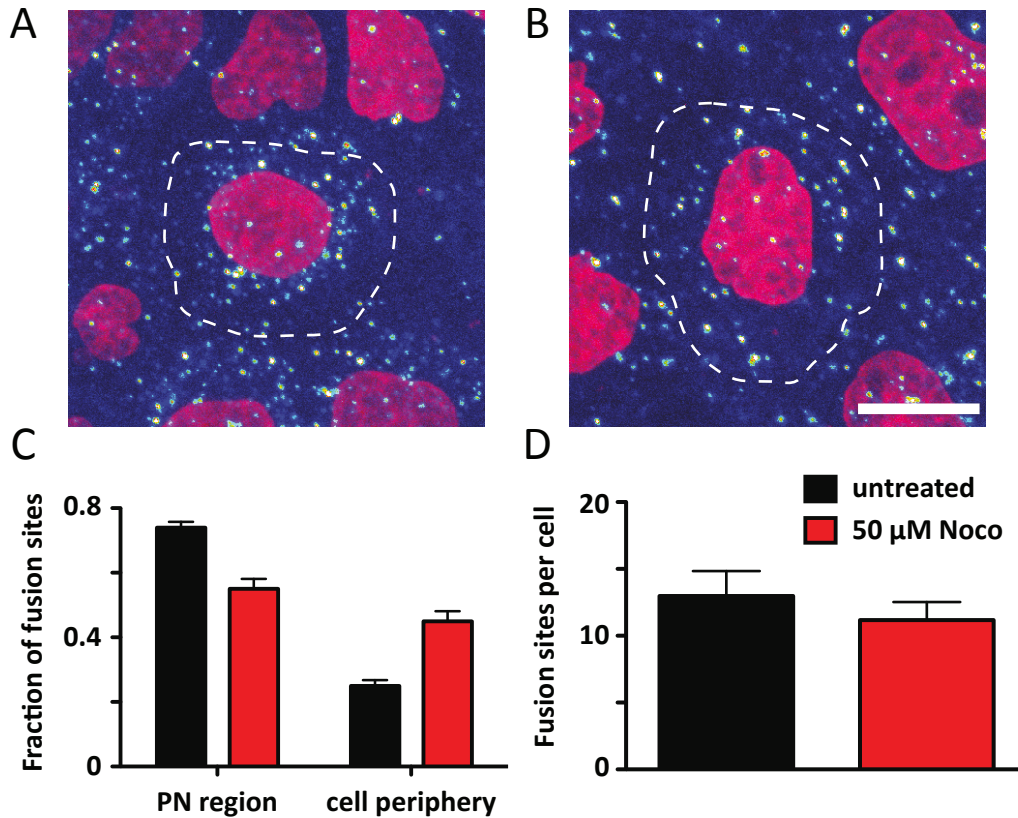 A
B
C
0.8
0.4
0
Fraction of fusion sites
PN region
cell periphery
D
untreated
50 µM Noco
20
10
0
Fusion sites per cell